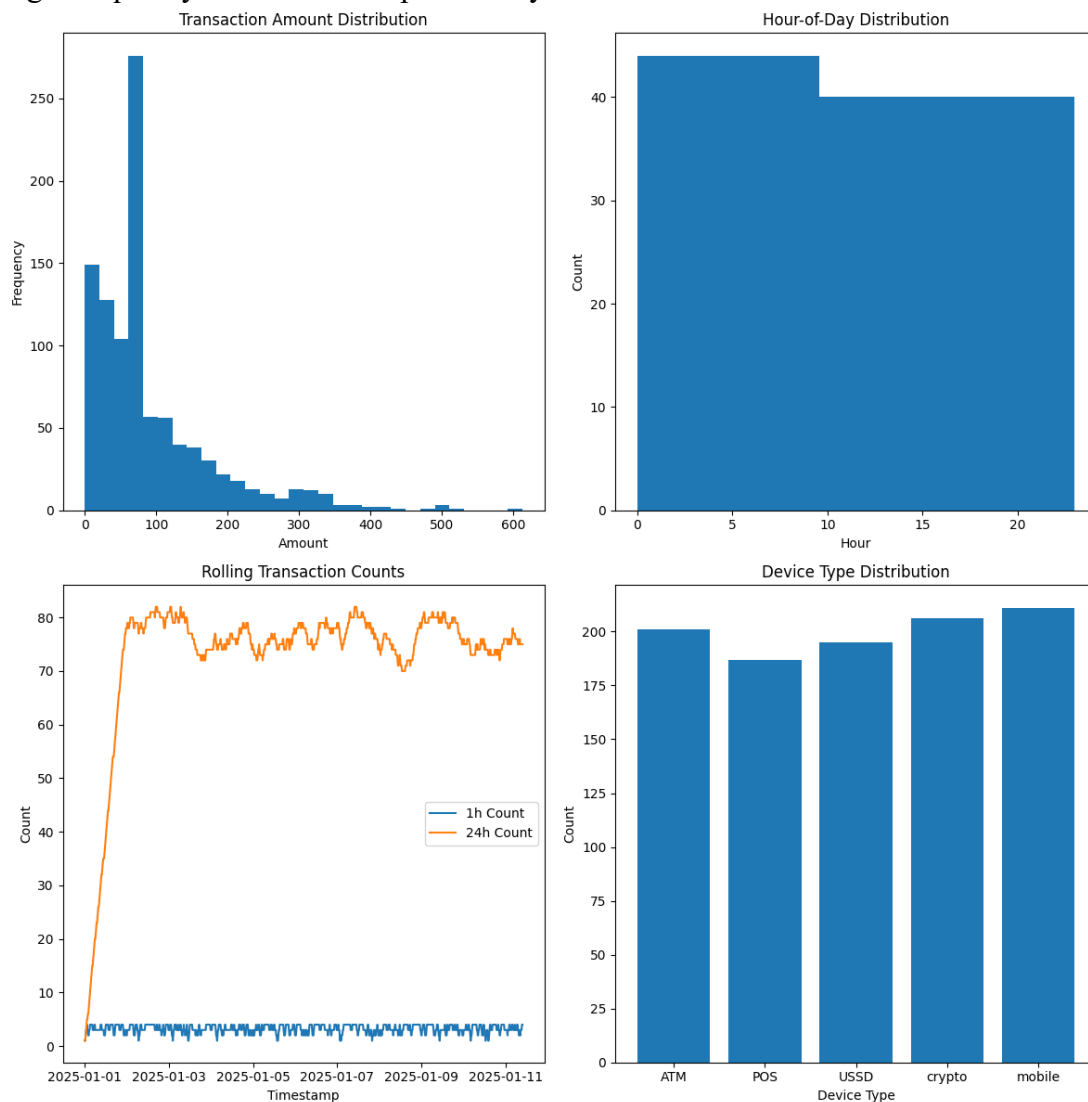 Transaction Amount Distribution
250
200
150
100
50
0
Frequency
0 100 200 300 400 500 600
Amount
Hour-of-Day Distribution
40
30
20
10
0
Count
0 5 10 15 20
Hour
Rolling Transaction Counts
80
70
60
50
40
30
20
10
0
Count
1h Count
24h Count
2025-01-01 2025-01-03 2025-01-05 2025-01-07 2025-01-09 2025-01-11
Timestamp
Device Type Distribution
200
175
150
125
100
75
50
25
0
Count
ATM POS USSD crypto mobile
Device Type